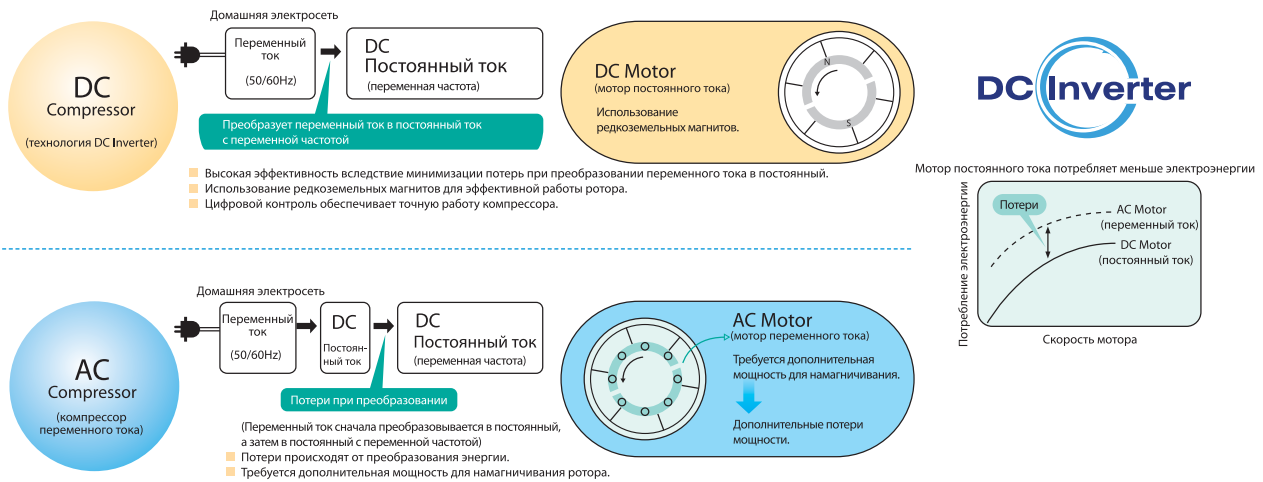 DC
Compressor
(технология DC Inverter)
Домашняя электросеть
Переменный
ток
(50/60Hz)
DC
Постоянный ток
(переменная частота)
Преобразует переменный ток в постоянный ток
с переменной частотой
DC Motor
(мотор постоянного тока)
Использование
редкоземельных магнитов.
N
S
Высокая эффективность вследствие минимизации потерь при преобразовании переменного тока в постоянный.
Использование редкоземельных магнитов для эффективной работы ротора.
Цифровой контроль обеспечивает точную работу компрессора.
DC Inverter
Мотор постоянного тока потребляет меньше электроэнергии
Потребление электроэнергии
Потери
AC Motor
(переменный ток)
DC Motor
(постоянный ток)
Скорость мотора
AC
Compressor
(компрессор
переменного тока)
Домашняя электросеть
Переменный
ток
(50/60Hz)
DC
Постоян-
ный ток
DC
Постоянный ток
(переменная частота)
Потери при преобразовании
(Переменный ток сначала преобразовывается в постоянный,
а затем в постоянный с переменной частотой)
Потери происходят от преобразования энергии.
Требуется дополнительная мощность для намагничивания ротора.
AC Motor
(мотор переменного тока)
Требуется дополнительная
мощность для намагничивания.
Дополнительные потери
мощности.